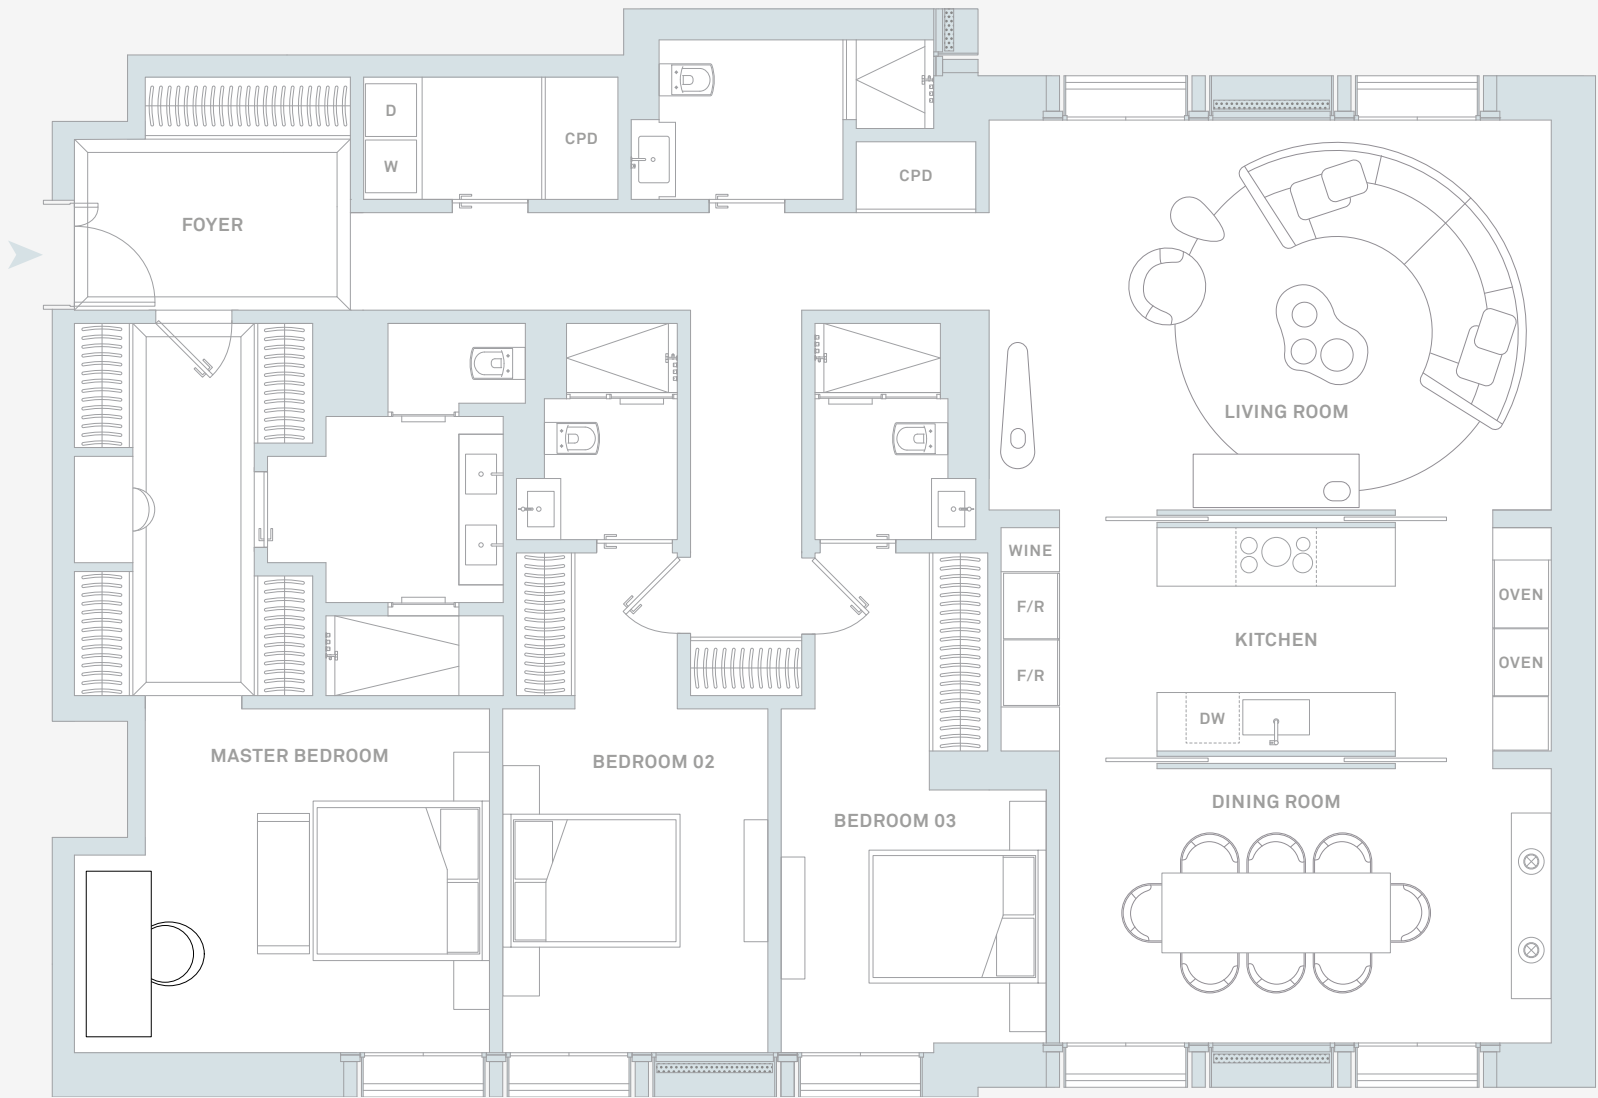 D
W
CPD
CPD
FOYER
LIVING ROOM
WINE
F/R
F/R
OVEN
OVEN
KITCHEN
DW
MASTER BEDROOM
BEDROOM 02
BEDROOM 03
DINING ROOM